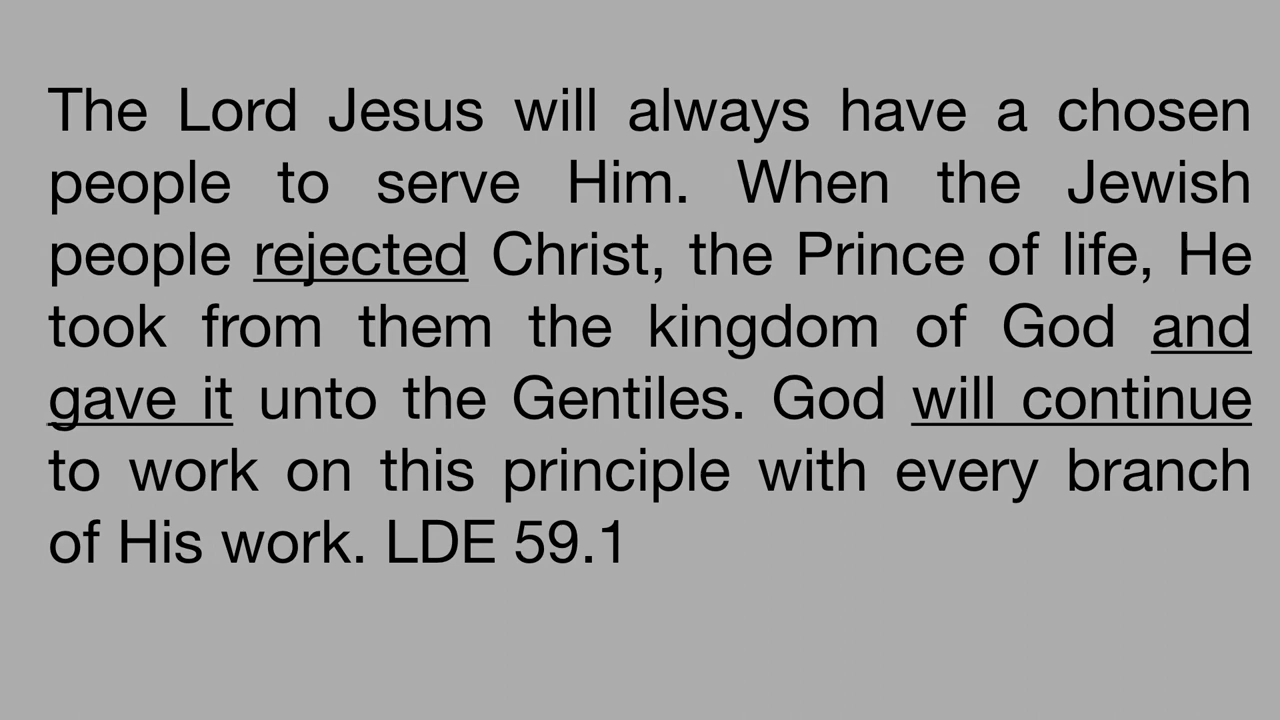 The Lord Jesus will always have a chosen
people to serve Him. When the Jewish
people rejected Christ, the Prince of life, He
took from them the kingdom of God and
gave it unto the Gentiles. God will continue
to work on this principle with every branch
of His work. LDE 59.1